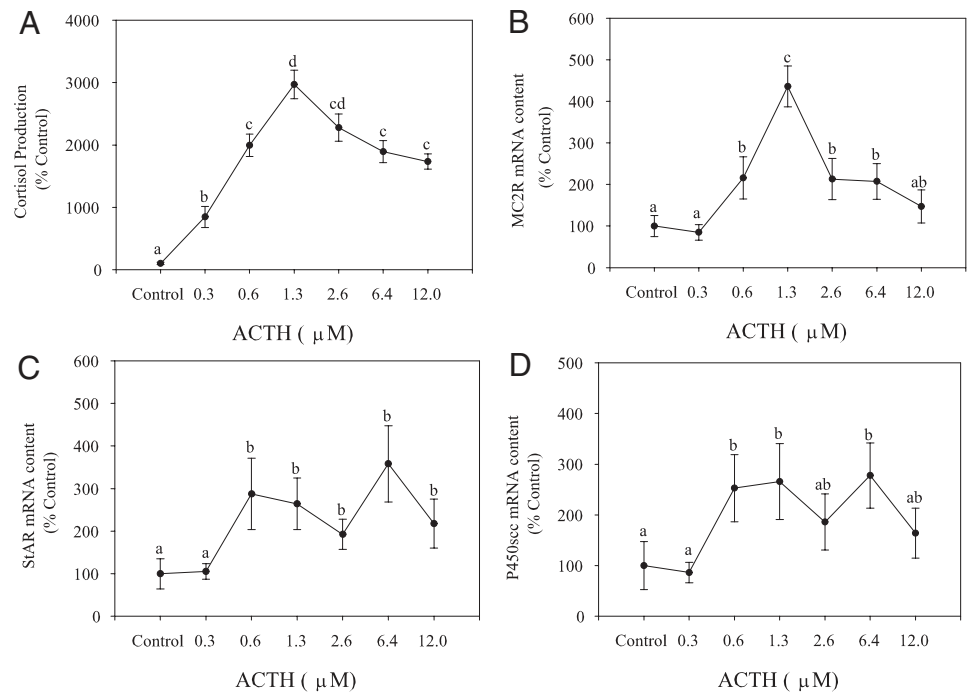 A
Cortisol Production
(% Control)
4000
3000
2000
1000
0
a
b
c
d
cd
c
c
Control 0.3 0.6 1.3 2.6 6.4 12.0
ACTH ( μM)
B
MC2R mRNA content
(% Control)
600
500
400
300
200
100
0
a
a
b
c
b
b
ab
Control 0.3 0.6 1.3 2.6 6.4 12.0
ACTH ( μM)
C
StAR mRNA content
(% Control)
600
500
400
300
200
100
0
a
a
b
b
b
b
b
Control 0.3 0.6 1.3 2.6 6.4 12.0
ACTH ( μM)
D
P450scc mRNA content
(% Control)
500
400
300
200
100
0
a
a
b
b
ab
b
ab
Control 0.3 0.6 1.3 2.6 6.4 12.0
ACTH ( μM)